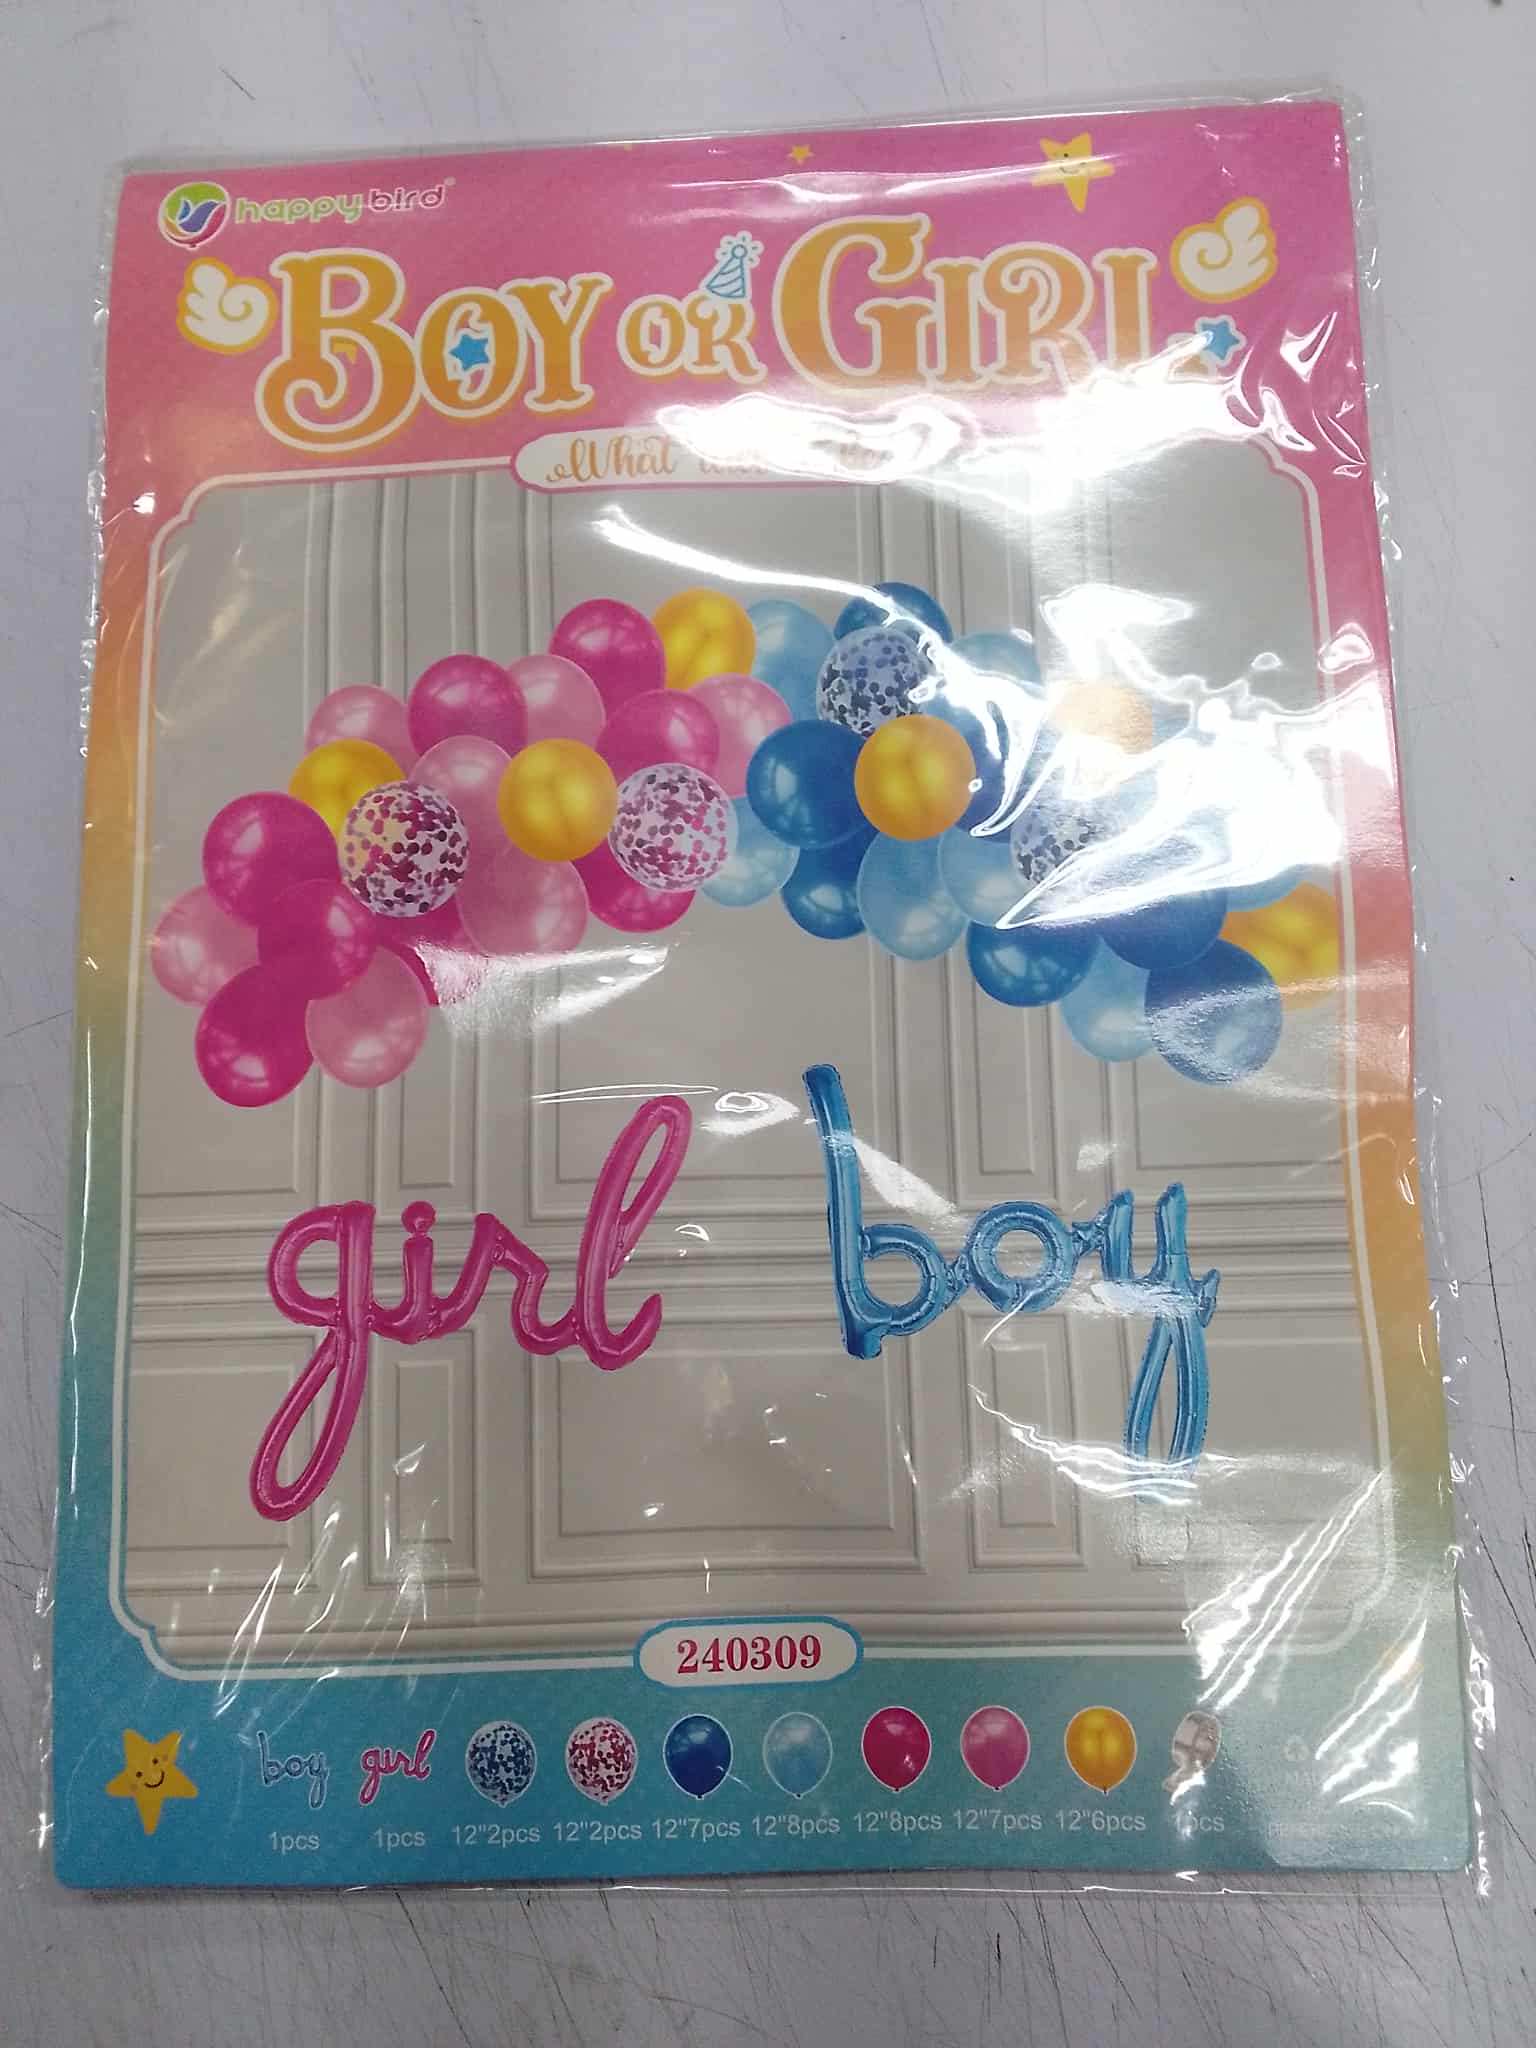 happy bird®
BOY OR GIRL
What
girl
boy
240309
boy girl
1pcs 1pcs 12"2pcs 12"2pcs 12"7pcs 12"8pcs 12"8pcs 12"7pcs 12"6pcs